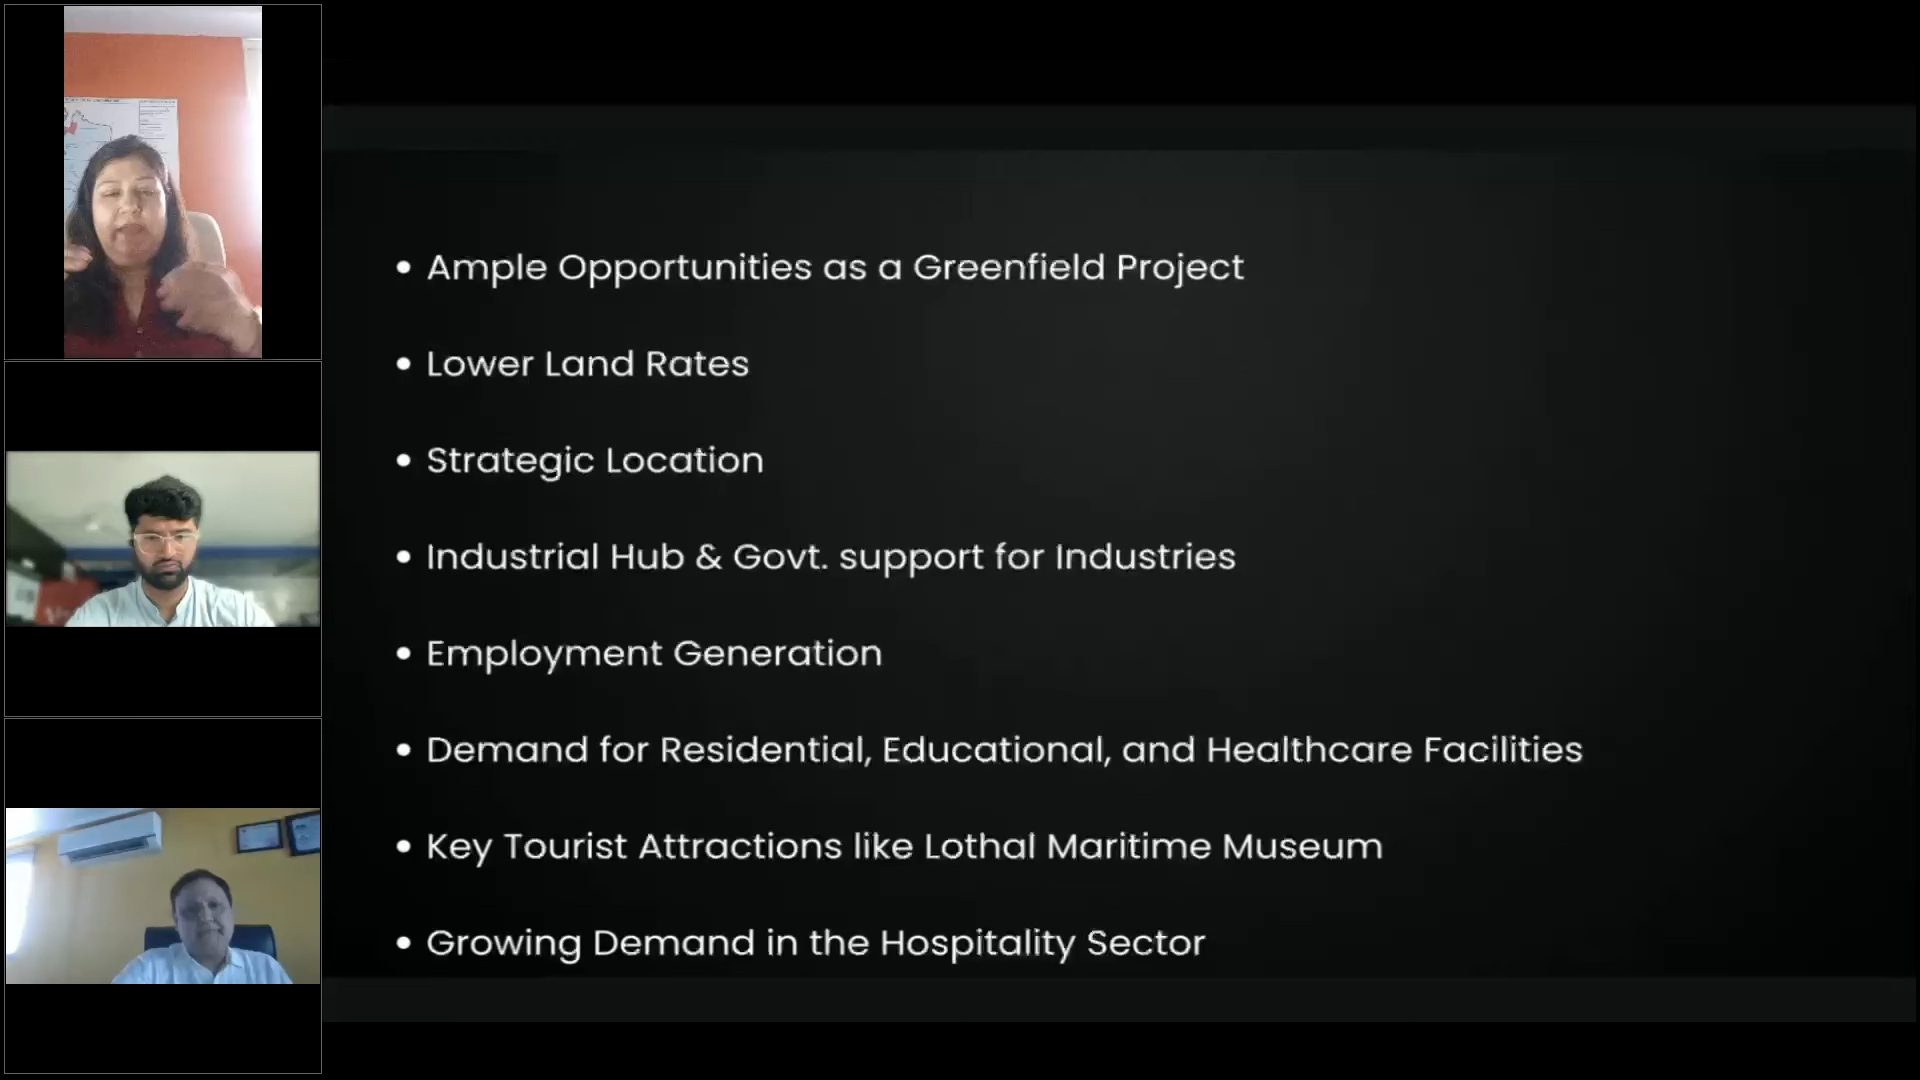 • Ample Opportunities as a Greenfield Project
• Lower Land Rates
• Strategic Location
• Industrial Hub & Govt. support for Industries
• Employment Generation
• Demand for Residential, Educational, and Healthcare Facilities
• Key Tourist Attractions like Lothal Maritime Museum
• Growing Demand in the Hospitality Sector